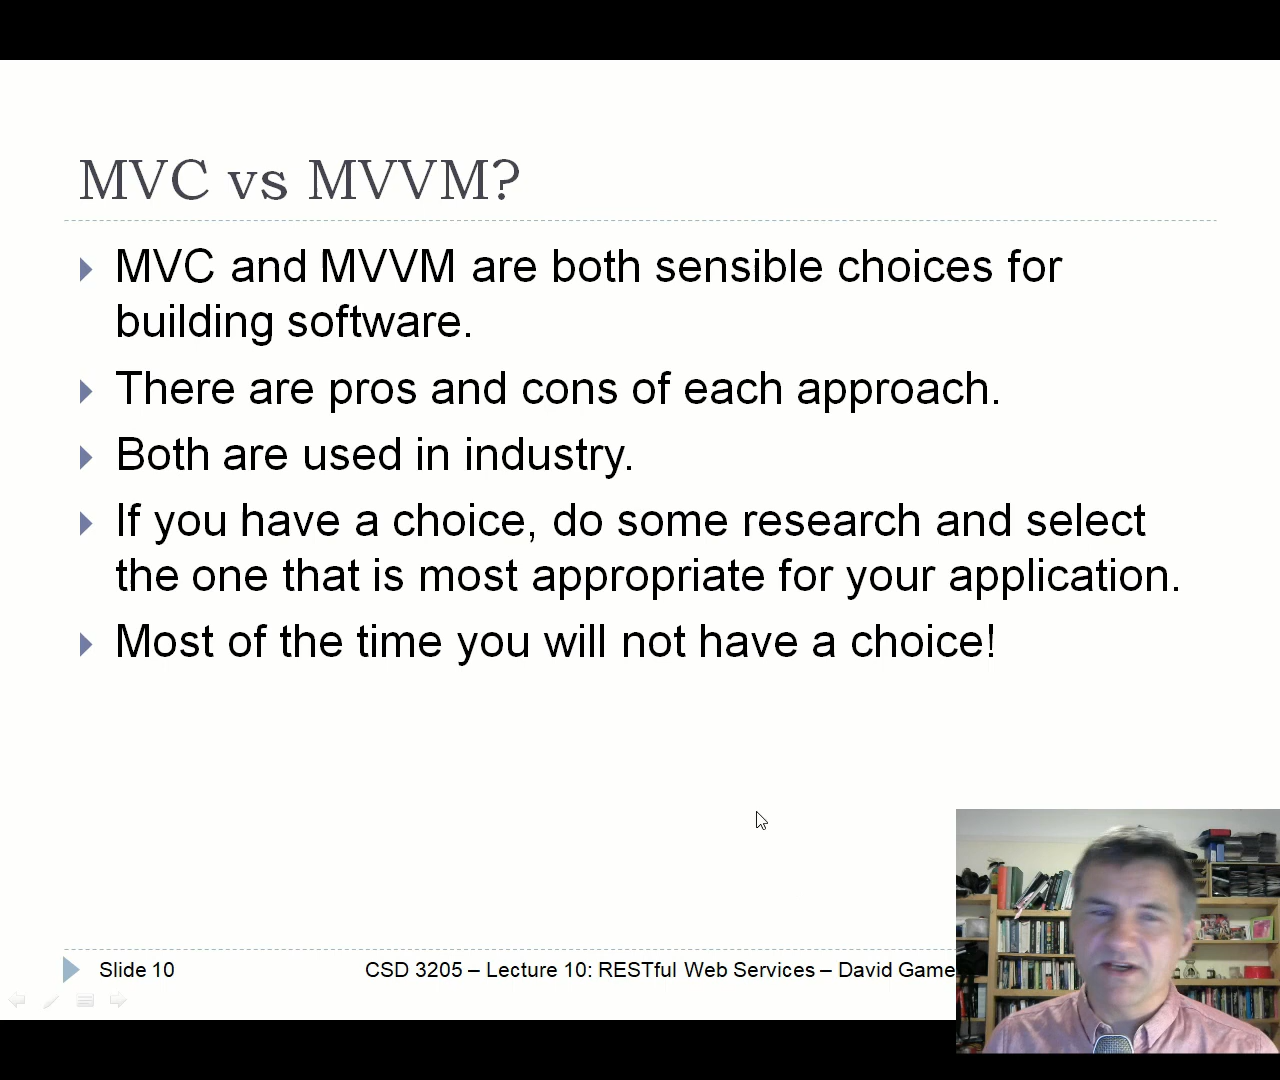 MVC vs MVVM?
MVC and MVVM are both sensible choices for
building software.
There are pros and cons of each approach.
Both are used in industry.
If you have a choice, do some research and select
the one that is most appropriate for your application.
Most of the time you will not have a choice!
Slide 10
CSD 3205 – Lecture 10: RESTful Web Services – David Game